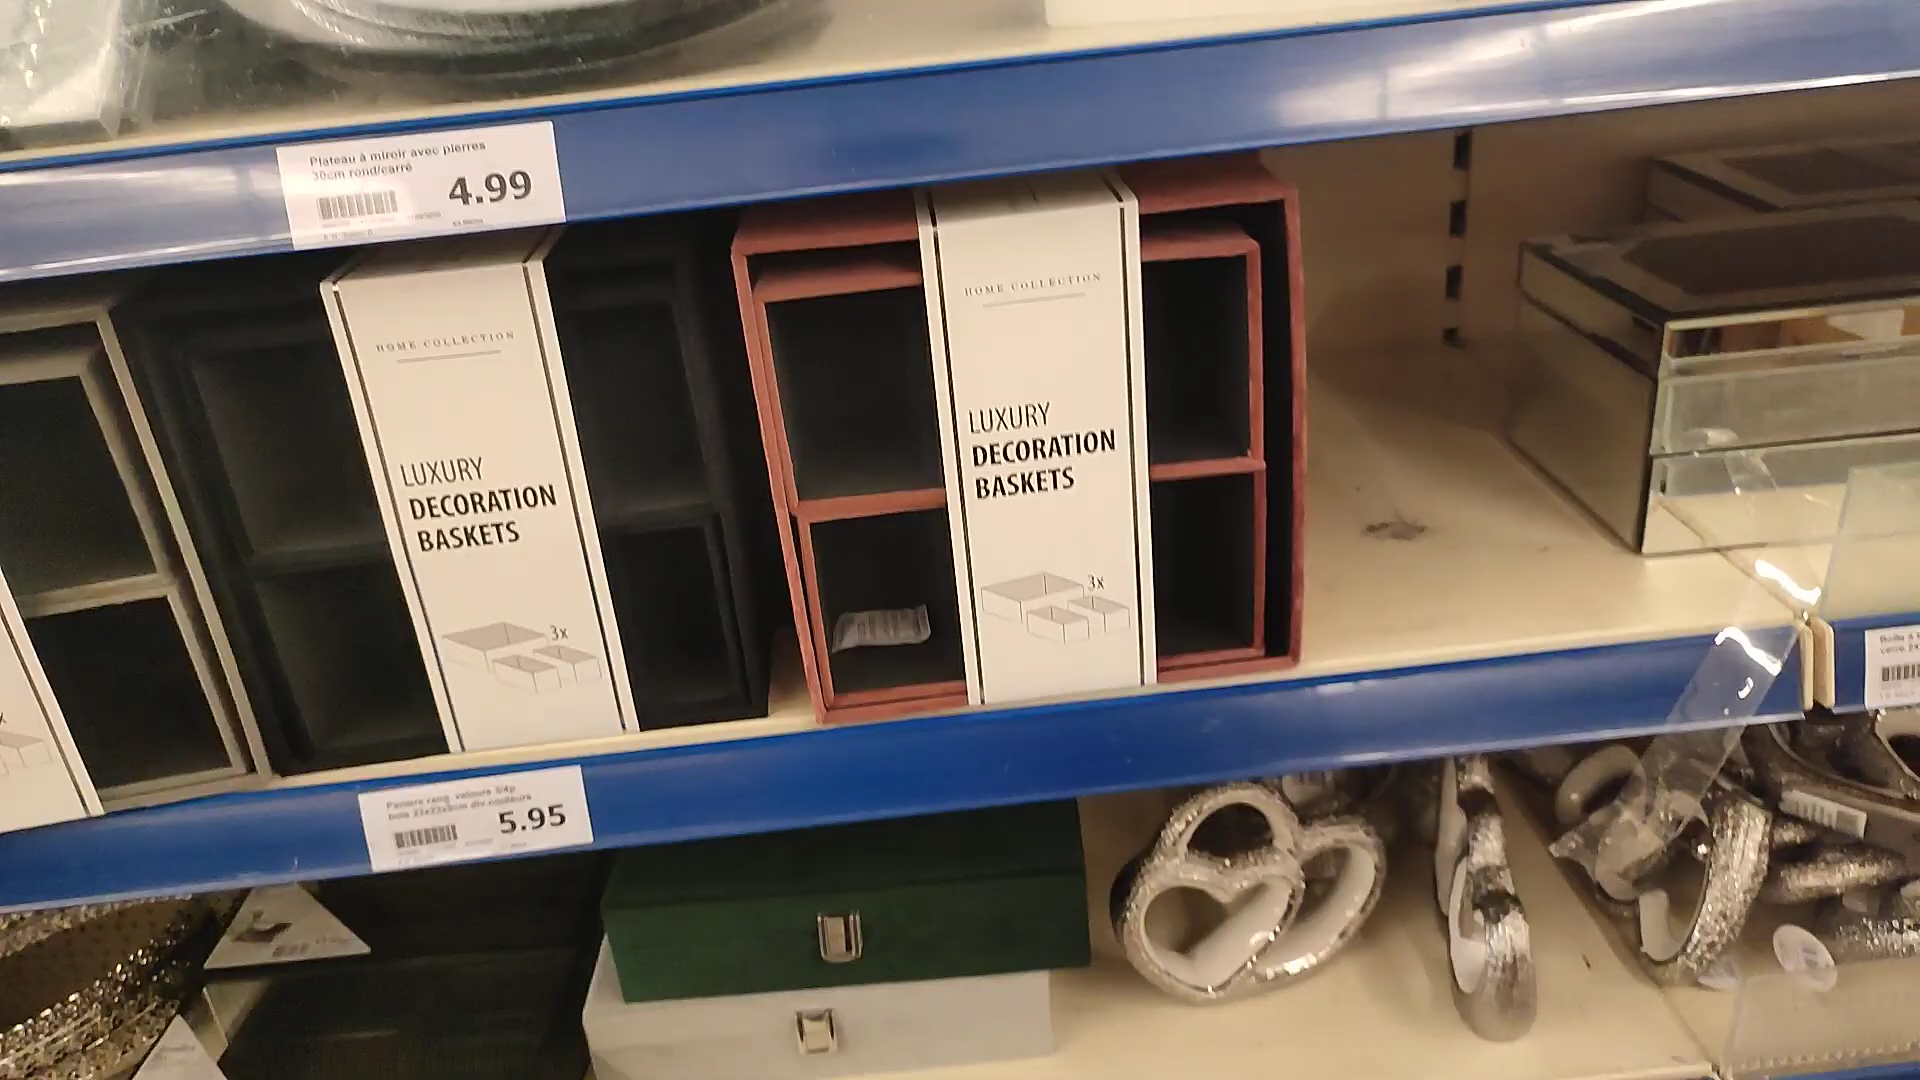 Plateau à miroir avec pierres
30cm rond/carré
4.99
HOME COLLECTION
LUXURY
DECORATION
BASKETS
3x
HOME COLLECTION
LUXURY
DECORATION
BASKETS
3x
x
5.95